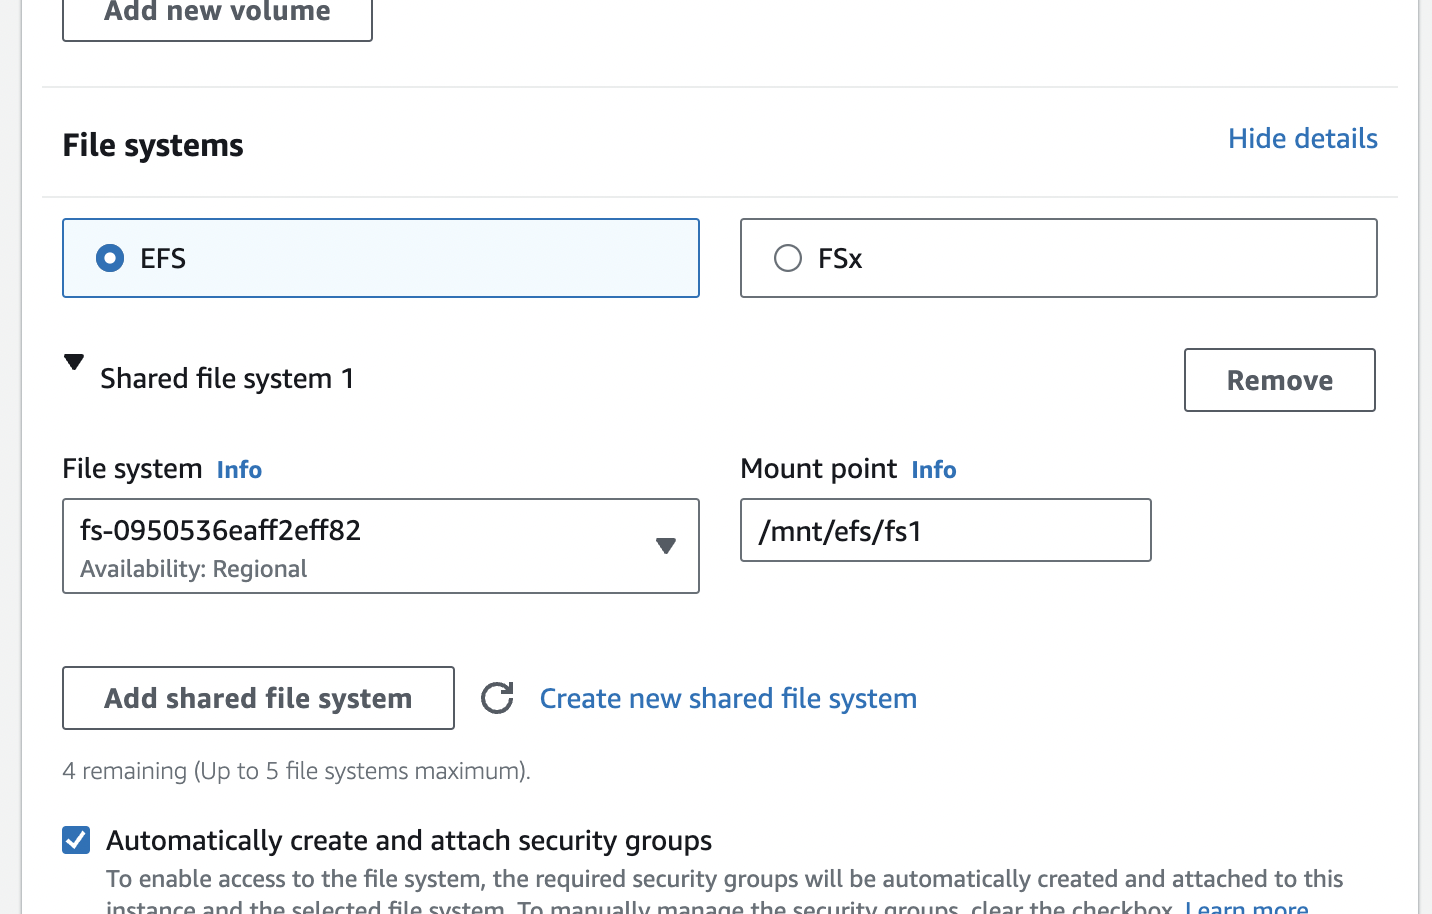 Add new volume
File systems
Hide details
EFS
FSx
Shared file system 1
Remove
File system Info
Mount point Info
fs-0950536eaff2eff82
Availability: Regional
/mnt/efs/fs1
Add shared file system
Create new shared file system
4 remaining (Up to 5 file systems maximum).
Automatically create and attach security groups
To enable access to the file system, the required security groups will be automatically created and attached to this
instance and the selected file system. To manually manage the security groups, clear the checkbox. Learn more